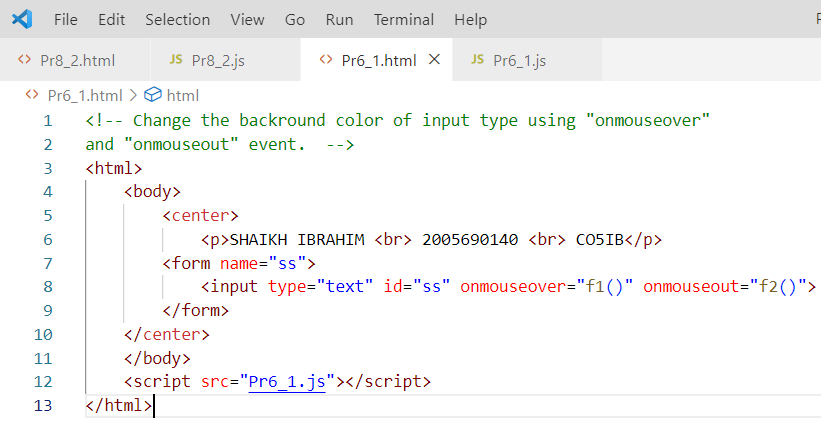 File Edit Selection View Go Run Terminal Help
<> Pr8_2.html JS Pr8_2.js <> Pr6_1.html × JS Pr6_1.js
<> Pr6_1.html > html
1 <!-- Change the backround color of input type using "onmouseover"
2 and "onmouseout" event.  -->
3 <html>
4     <body>
5         <center>
6             <p>SHAIKH IBRAHIM <br> 2005690140 <br> CO5IB</p>
7         <form name="ss">
8             <input type="text" id="ss" onmouseover="f1()" onmouseout="f2()">
9         </form>
10     </center>
11     </body>
12     <script src="Pr6_1.js"></script>
13 </html>